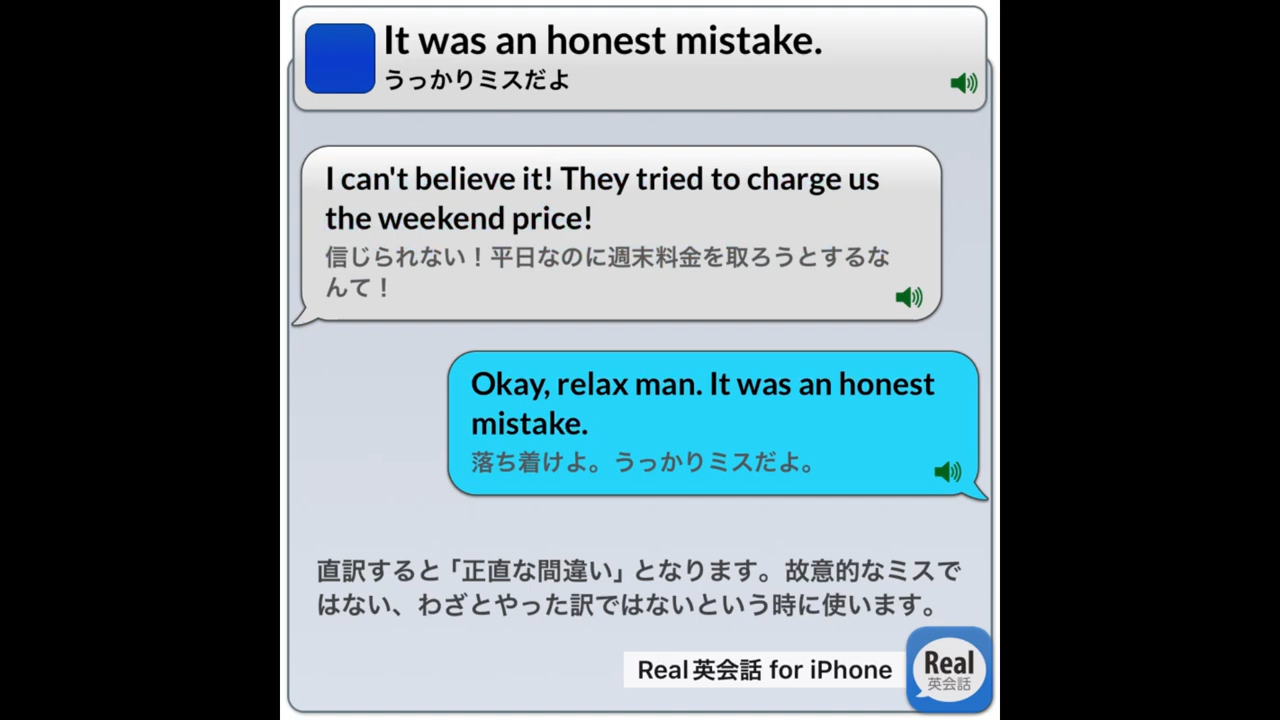 It was an honest mistake.
うっかりミスだよ
I can't believe it! They tried to charge us
the weekend price!
信じられない！平日なのに週末料金を取ろうとするな
んて！
Okay, relax man. It was an honest
mistake.
落ち着けよ。うっかりミスだよ。
直訳すると「正直な間違い」となります。故意的なミスで
はない、わざとやった訳ではないという時に使います。
Real英会話 for iPhone
Real
英会話